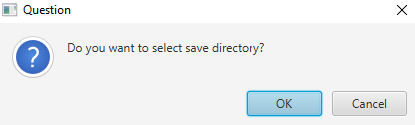 Question
Do you want to select save directory?
OK
Cancel